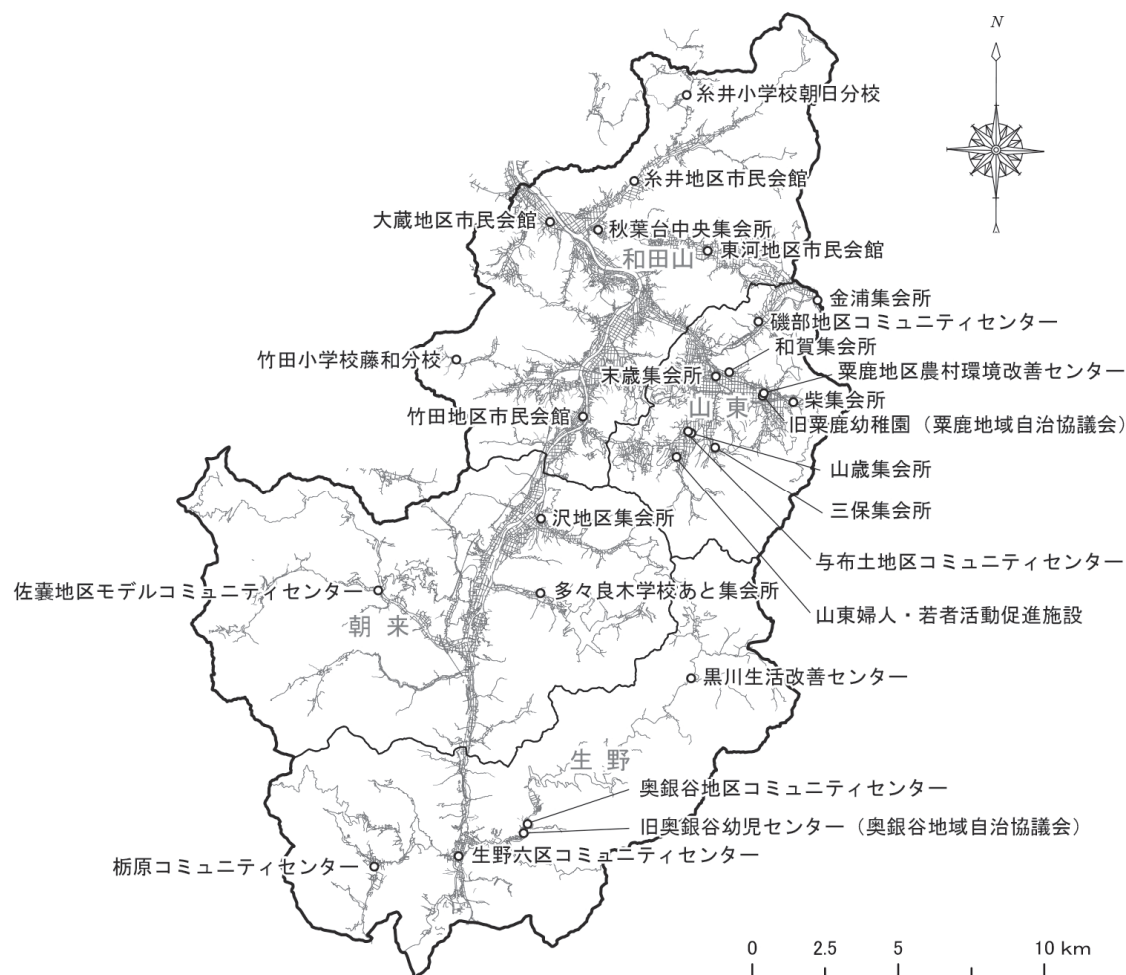 N
糸井小学校朝日分校
糸井地区市民会館
大蔵地区市民会館
秋葉台中央集会所
東河地区市民会館
和田山
金浦集会所
磯部地区コミュニティセンター
和賀集会所
竹田小学校藤和分校
末歳集会所
粟鹿地区農村環境改善センター
柴集会所
山東
竹田地区市民会館
旧粟鹿幼稚園（粟鹿地域自治協議会）
山歳集会所
三保集会所
沢地区集会所
与布土地区コミュニティセンター
佐嚢地区モデルコミュニティセンター
多々良木学校あと集会所
山東婦人・若者活動促進施設
朝来
黒川生活改善センター
生野
奥銀谷地区コミュニティセンター
旧奥銀谷幼児センター（奥銀谷地域自治協議会）
生野六区コミュニティセンター
栃原コミュニティセンター
0 2.5 5 10 km